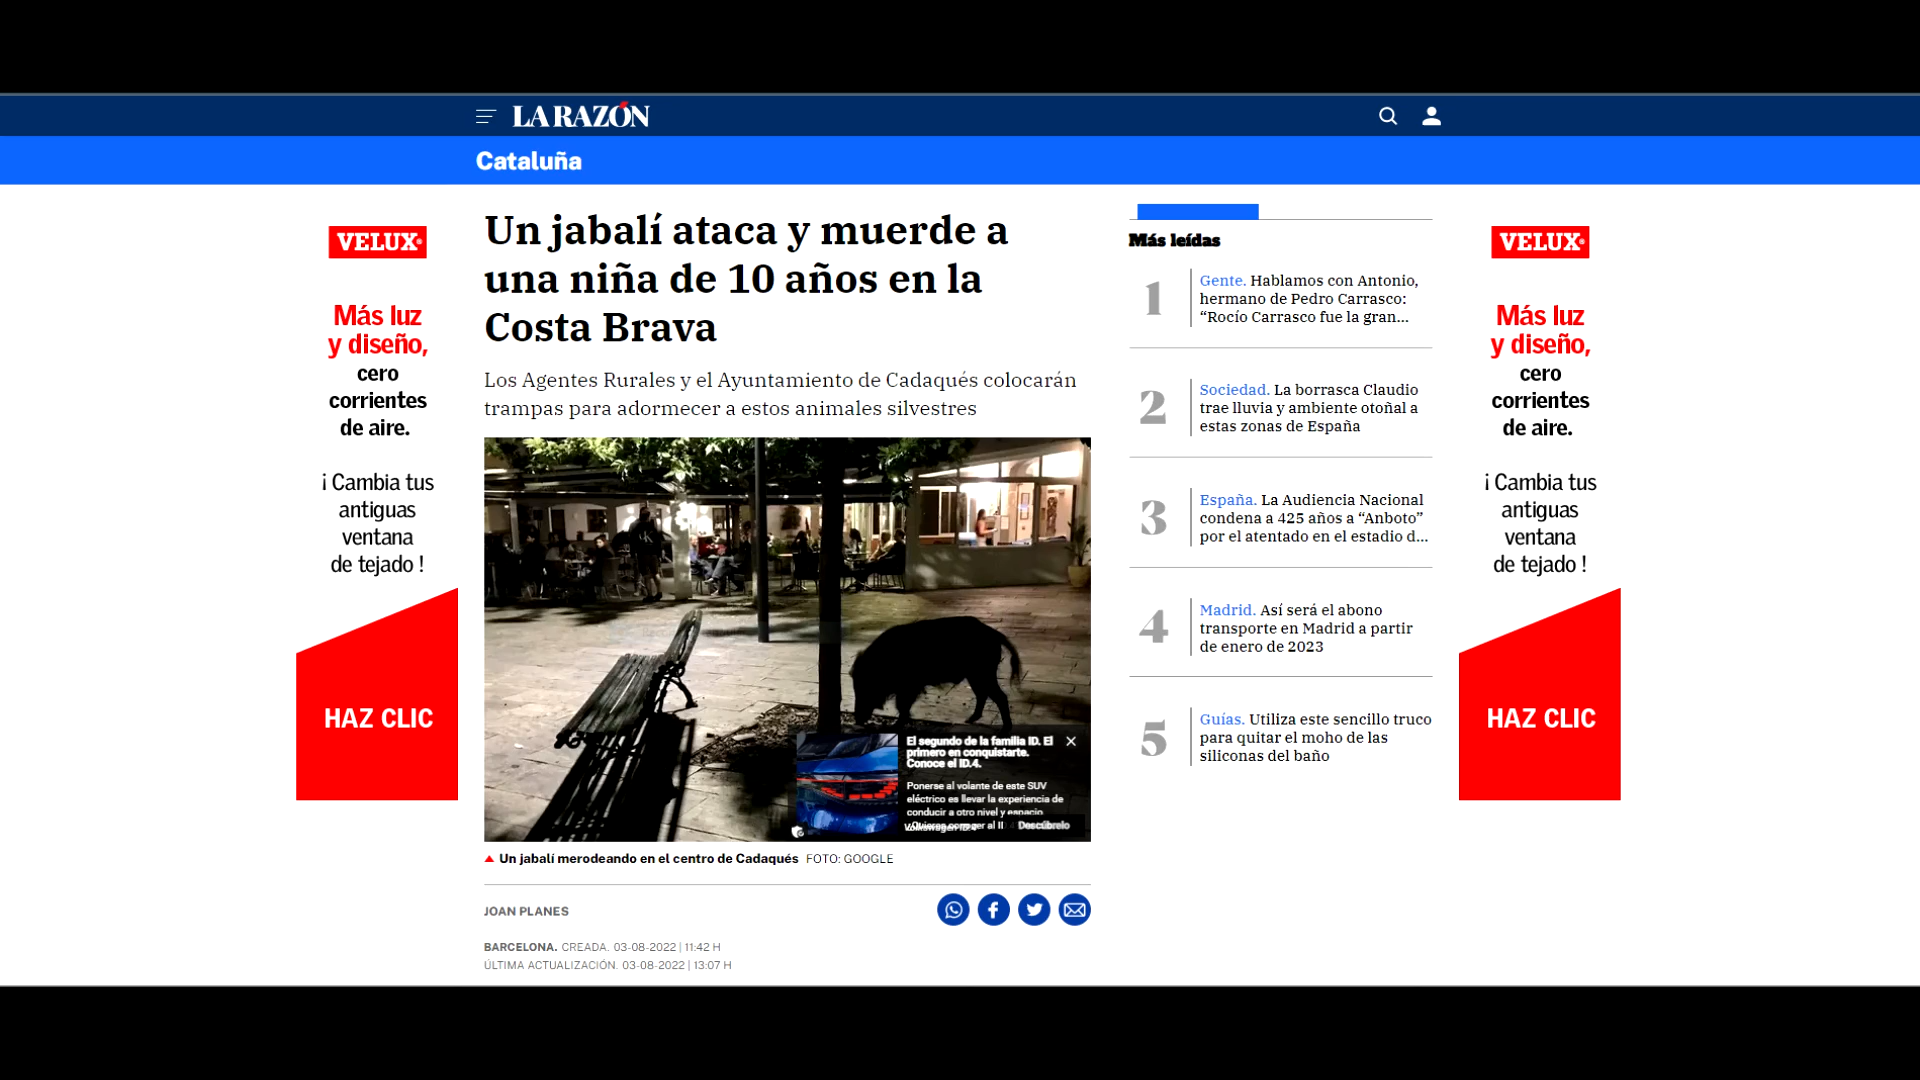 LA RAZÓN
Cataluña
VELUX
Más luz
y diseño,
cero
corrientes
de aire.
¡ Cambia tus
antiguas
ventana
de tejado !
HAZ CLIC
Un jabalí ataca y muerde a
una niña de 10 años en la
Costa Brava
Los Agentes Rurales y el Ayuntamiento de Cadaqués colocarán
trampas para adormecer a estos animales silvestres
El segundo de la familia ID. El
primero en conquistarte.
Conoce el ID.4.
Ponerse al volante de este SUV
eléctrico es llevar la experiencia de
conducir a otro nivel y espacio
Descúbrelo
Un jabalí merodeando en el centro de Cadaqués FOTO: GOOGLE
JOAN PLANES
BARCELONA. CREADA. 03-08-2022 | 11:42 H
ÚLTIMA ACTUALIZACIÓN. 03-08-2022 | 13:07 H
Más leídas
1
Gente. Hablamos con Antonio,
hermano de Pedro Carrasco:
“Rocío Carrasco fue la gran...
2
Sociedad. La borrasca Claudio
trae lluvia y ambiente otoñal a
estas zonas de España
3
España. La Audiencia Nacional
condena a 425 años a “Anboto”
por el atentado en el estadio d...
4
Madrid. Así será el abono
transporte en Madrid a partir
de enero de 2023
5
Guías. Utiliza este sencillo truco
para quitar el moho de las
siliconas del baño
VELUX
Más luz
y diseño,
cero
corrientes
de aire.
¡ Cambia tus
antiguas
ventana
de tejado !
HAZ CLIC